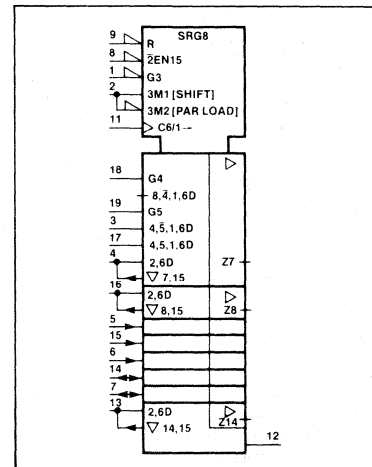 SRG8
9 R
8 2̅EN15
1 G3
2 3M1 [SHIFT]
3M2 [PAR LOAD]
11 C6/1→
18 G4
8,4̅,1,6D
19 G5
3 4,5̅,1,6D
17 4,5,1,6D
4 2,6D
▽ 7,15 Z7
16 2,6D
▽ 8,15 Z8
5
15
6
14
7
13 2,6D
▽ 14,15 Z14
12